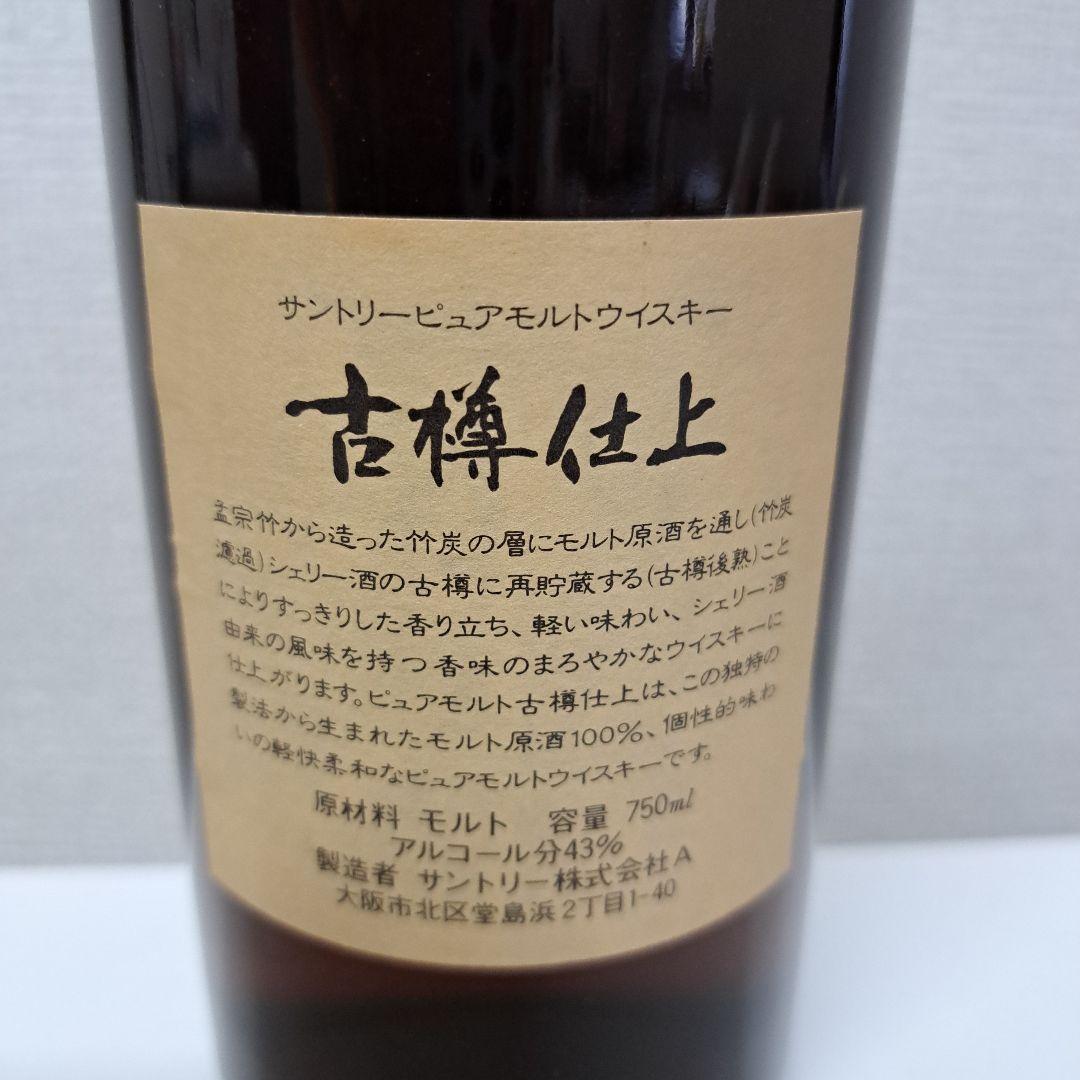 サントリーピュアモルトウイスキー
古樽仕上
孟宗竹から造った竹炭の層にモルト原酒を通し(竹炭
濾過)シェリー酒の古樽に再貯蔵する(古樽後熟)こと
によりすっきりした香り立ち、軽い味わい、シェリー酒
由来の風味を持つ香味のまろやかなウイスキーに
仕上がります。ピュアモルト古樽仕上は、この独特の
製法から生まれたモルト原酒100%、個性的味わ
いの軽快柔和なピュアモルトウイスキーです。
原材料 モルト 容量 750ml
アルコール分43%
製造者 サントリー株式会社A
大阪市北区堂島浜2丁目1-40